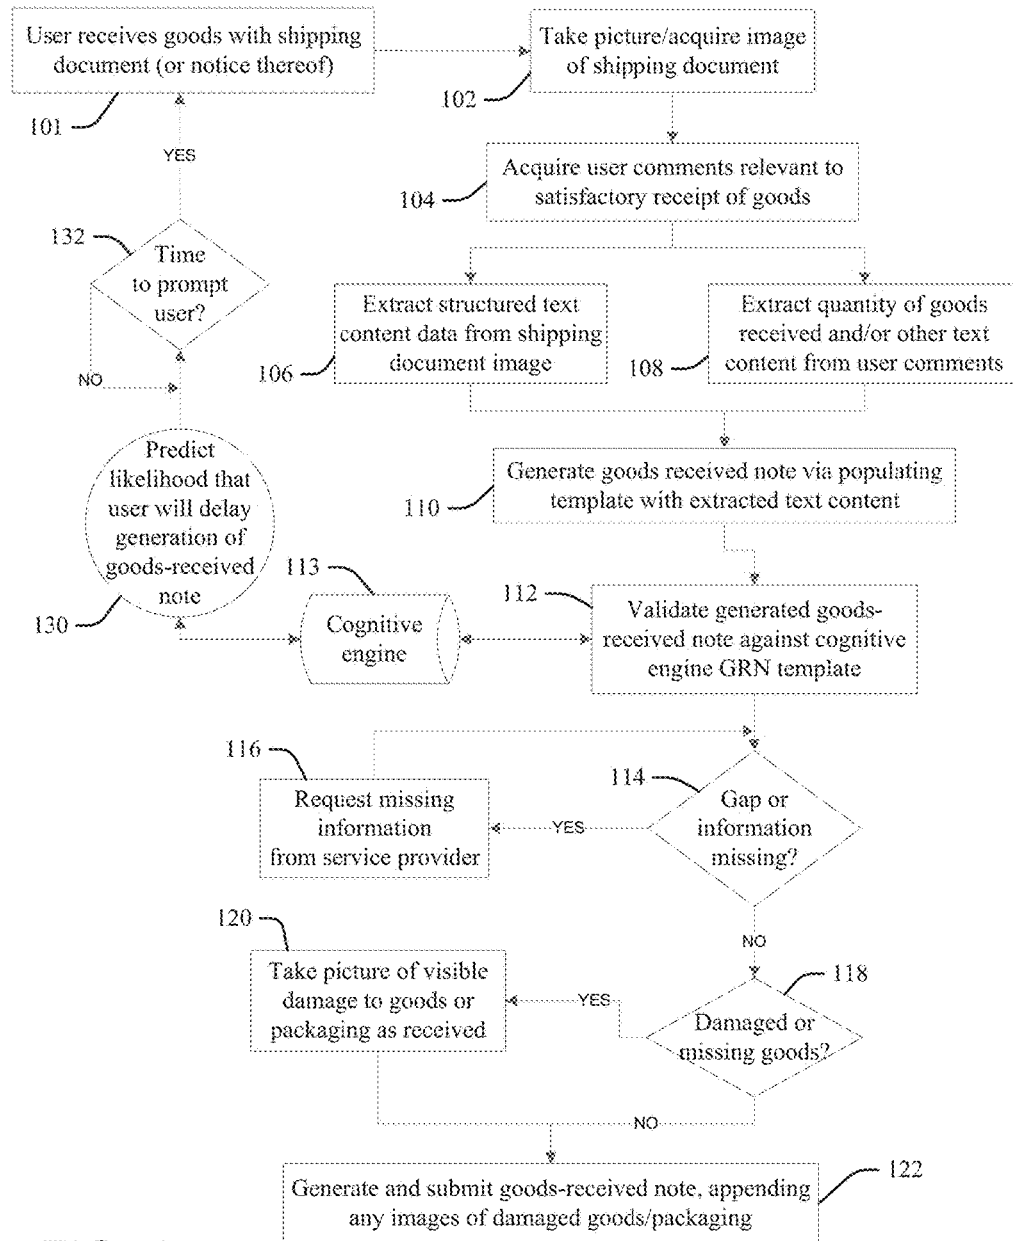 User receives goods with shipping
document (or notice thereof)
101
Take picture/acquire image
of shipping document
102
YES
Acquire user comments relevant to
satisfactory receipt of goods
104
132
Time
to prompt
user?
NO
Extract structured text
content data from shipping
document image
106
Extract quantity of goods
received and/or other text
content from user comments
108
Predict
likelihood that
user will delay
generation of
goods-received
note
130
Generate goods received note via populating
template with extracted text content
110
113
Cognitive
engine
112
Validate generated goods-
received note against cognitive
engine GRN template
116
Request missing
information
from service provider
YES
114
Gap or
information
missing?
NO
120
Take picture of visible
damage to goods or
packaging as received
YES
118
Damaged or
missing goods?
NO
122
Generate and submit goods-received note, appending
any images of damaged goods/packaging